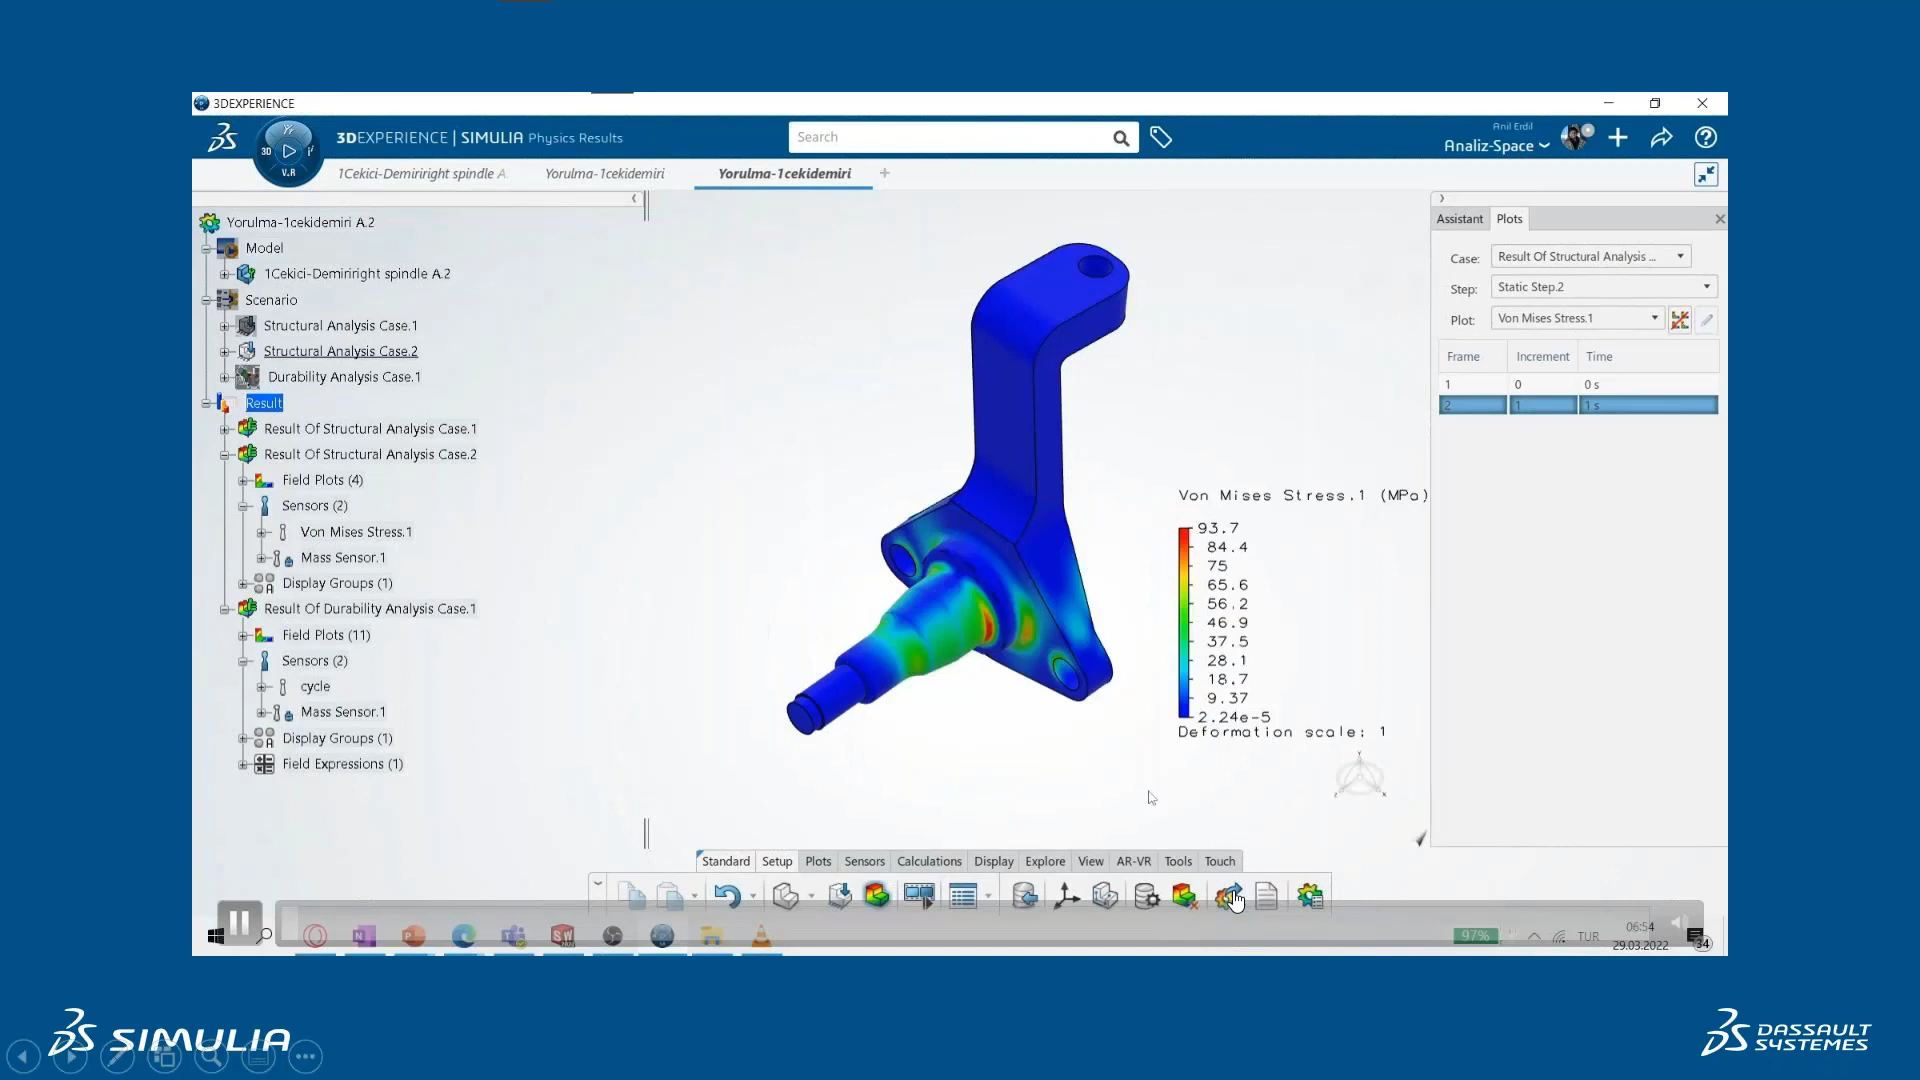 3DEXPERIENCE
3DEXPERIENCE | SIMULIA Physics Results
Search
Anil Erdil
Analiz-Space
3D
V.R
1Cekici-Demiriright spindle A
Yorulma-1cekidemiri
Yorulma-1cekidemiri
Yorulma-1cekidemiri A.2
Model
1Cekici-Demiriright spindle A.2
Scenario
Structural Analysis Case.1
Structural Analysis Case.2
Durability Analysis Case.1
Result
Result Of Structural Analysis Case.1
Result Of Structural Analysis Case.2
Field Plots (4)
Sensors (2)
Von Mises Stress.1
Mass Sensor.1
Display Groups (1)
Result Of Durability Analysis Case.1
Field Plots (11)
Sensors (2)
cycle
Mass Sensor.1
Display Groups (1)
Field Expressions (1)
Von Mises Stress.1 (MPa)
93.7
84.4
75
65.6
56.2
46.9
37.5
28.1
18.7
9.37
2.24e-5
Deformation scale: 1
Assistant Plots
Case: Result Of Structural Analysis ...
Step: Static Step.2
Plot: Von Mises Stress.1
Frame Increment Time
1 0 0 s
2 1 1 s
Standard Setup Plots Sensors Calculations Display Explore View AR-VR Tools Touch
97%
TUR
06:54
29.03.2022
34
SIMULIA
DASSAULT
SYSTEMES